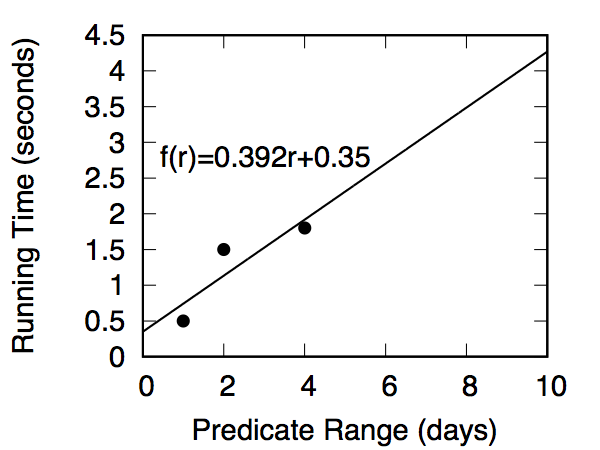 4.5
4
3.5
3
2.5
2
1.5
1
0.5
0
Running Time (seconds)
f(r)=0.392r+0.35
0 2 4 6 8 10
Predicate Range (days)